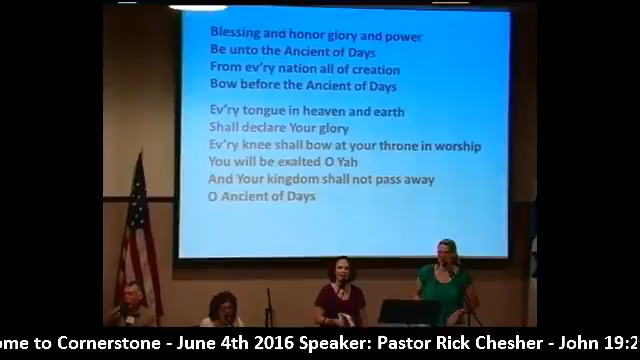 Blessing and honor glory and power
Be unto the Ancient of Days
From ev'ry nation all of creation
Bow before the Ancient of Days
Ev'ry tongue in heaven and earth
Shall declare Your glory
Ev'ry knee shall bow at your throne in worship
You will be exalted O Yah
And Your kingdom shall not pass away
O Ancient of Days
ome to Cornerstone - June 4th 2016 Speaker: Pastor Rick Chesher - John 19:2